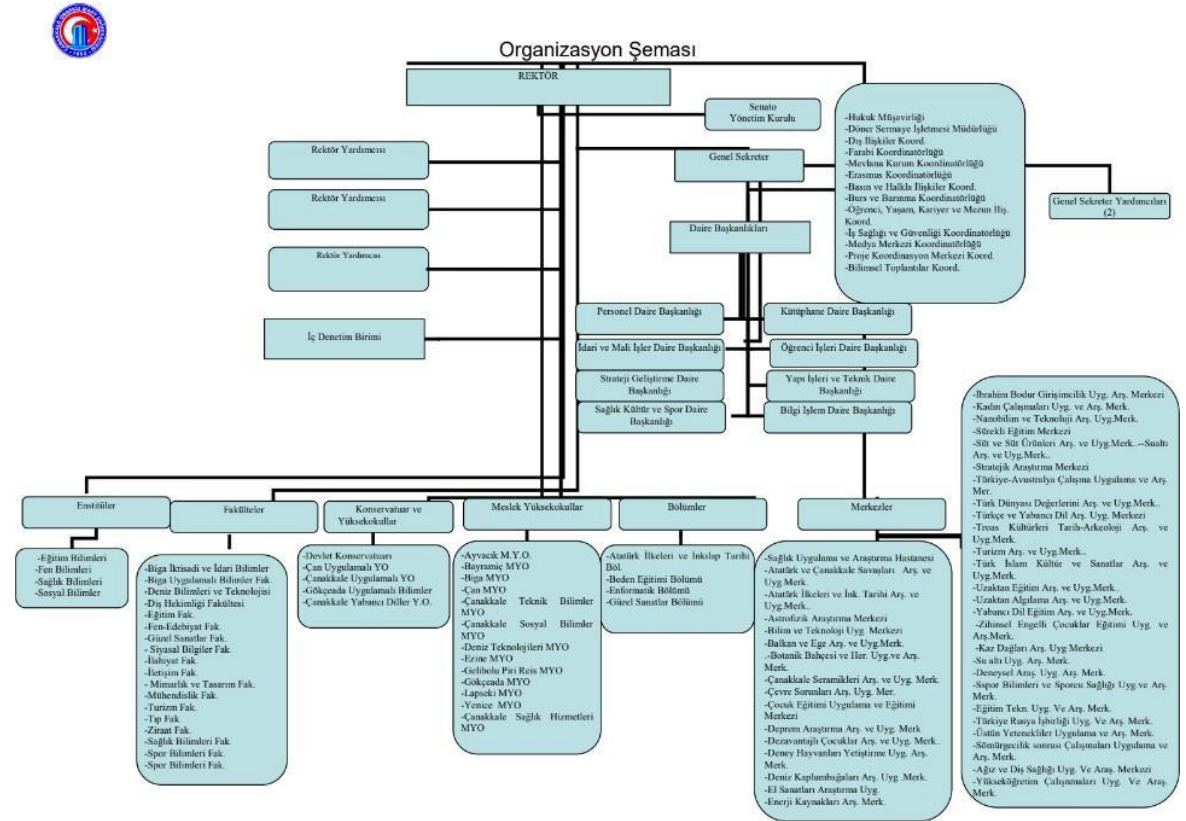 Organizasyon Şeması
REKTÖR
Senato
Yönetim Kurulu
Rektör Yardımcısı
Rektör Yardımcısı
Rektör Yardımcısı
İç Denetim Birimi
Genel Sekreter
Daire Başkanlıkları
-Hukuk Müşavirliği
-Döner Sermaye İşletmesi Müdürlüğü
-Dış İlişkiler Koord.
-Farabi Koordinatörlüğü
-Mevlana Kurum Koordinatörlüğü
-Erasmus Koordinatörlüğü
-Basın ve Halkla İlişkiler Koord.
-Burs ve Barınma Koordinatörlüğü
-Öğrenci, Yaşam, Kariyer ve Mezun İliş.
Koord.
-İş Sağlığı ve Güvenliği Koordinatörlüğü
-Medya Merkezi Koordinatörlüğü
-Proje Koordinasyon Merkezi Koord.
-Bilimsel Toplantılar Koord.
Genel Sekreter Yardımcıları
(2)
Personel Daire Başkanlığı
Kütüphane Daire Başkanlığı
İdari ve Mali İşler Daire Başkanlığı
Öğrenci İşleri Daire Başkanlığı
Strateji Geliştirme Daire
Başkanlığı
Yapı İşleri ve Teknik Daire
Başkanlığı
Sağlık Kültür ve Spor Daire
Başkanlığı
Bilgi İşlem Daire Başkanlığı
Enstitüler
-Eğitim Bilimleri
-Fen Bilimleri
-Sağlık Bilimleri
-Sosyal Bilimler
Fakülteler
-Biga İktisadi ve İdari Bilimler
-Biga Uygulamalı Bilimler Fak.
-Deniz Bilimleri ve Teknolojisi
-Diş Hekimliği Fakültesi
-Eğitim Fak.
-Fen-Edebiyat Fak.
-Güzel Sanatlar Fak.
- Siyasal Bilgiler Fak.
-İlahiyat Fak.
-İletişim Fak.
- Mimarlık ve Tasarım Fak.
-Mühendislik Fak.
-Turizm Fak.
-Tıp Fak.
-Ziraat Fak.
-Sağlık Bilimleri Fak.
-Spor Bilimleri Fak.
-Spor Bilimleri Fak.
Konservatuar ve
Yüksekokullar
-Devlet Konservatuarı
-Çan Uygulamalı YO
-Çanakkale Uygulamalı YO
-Gökçeada Uygulamalı Bilimler
-Çanakkale Yabancı Diller Y.O.
Meslek Yüksekokullar
-Ayvacık M.Y.O.
-Bayramiç MYO
-Biga MYO
-Çan MYO
-Çanakkale Teknik Bilimler
MYO
-Çanakkale Sosyal Bilimler
MYO
-Deniz Teknolojileri MYO
-Ezine MYO
-Gelibolu Piri Reis MYO
-Gökçeada MYO
-Lapseki MYO
-Yenice MYO
-Çanakkale Sağlık Hizmetleri
MYO
Bölümler
-Atatürk İlkeleri ve İnkılap Tarihi
Böl.
-Beden Eğitimi Bölümü
-Enformatik Bölümü
-Güzel Sanatlar Bölümü
Merkezler
-Sağlık Uygulama ve Araştırma Hastanesi
-Atatürk ve Çanakkale Savaşları Arş. ve
Uyg.Merk.
-Atatürk İlkeleri ve İnk. Tarihi Arş. ve
Uyg.Merk..
-Astrofizik Araştırma Merkezi
-Bilim ve Teknoloji Uyg. Merkezi
-Balkan ve Ege Arş. ve Uyg.Merk.
.-Botanik Bahçesi ve Her. Uyg.ve Arş.
Merk.
-Çanakkale Seramikleri Arş. ve Uyg. Merk.
-Çevre Sorunları Arş. Uyg. Mer.
-Çocuk Eğitimi Uygulama ve Eğitimi
Merkezi
-Deprem Araştırma Arş. ve Uyg. Merk
-Dezavantajlı Çocuklar Arş. ve Uyg. Merk..
-Deney Hayvanları Yetiştirme Uyg. Arş.
Merk.
-Deniz Kaplumbağaları Arş. Uyg .Merk.
-El Sanatları Araştırma Uyg.
-Enerji Kaynakları Arş. Merk.
-İbrahim Bodur Girişimcilik Uyg. Arş. Merkezi
-Kadın Çalışmaları Uyg. ve Arş. Merk.
-Nanobilim ve Teknoloji Arş. Uyg.Merk.
-Sürekli Eğitim Merkezi
-Süt ve Süt Ürünleri Arş. ve Uyg.Merk..--Sualtı
Arş. ve Uyg.Merk..
-Stratejik Araştırma Merkezi
-Türkiye-Avustralya Çalışma Uygulama ve Arş.
Mer.
-Türk Dünyası Değerlerini Arş. ve Uyg.Merk..
-Türkçe ve Yabancı Dil Arş. Uyg. Merkezi
-Troas Kültürleri Tarih-Arkeoloji Arş. ve
Uyg.Merk.
-Turizm Arş. ve Uyg.Merk..
-Türk İslam Kültür ve Sanatlar Arş. ve
Uyg.Merk.
-Uzaktan Eğitim Arş. ve Uyg.Merk.
-Uzaktan Algılama Arş. ve Uyg.Merk.
-Yabancı Dil Eğitim Arş. ve Uyg.Merk.
-Zihinsel Engelli Çocuklar Eğitimi Uyg. ve
Arş.Merk.
-Kaz Dağları Arş. Uyg Merkezi
-Su altı Uyg. Arş. Merk.
-Deneysel Araş. Uyg. Arş. Merk.
-Sspor Bilimleri ve Sporcu Sağlığı Uyg.ve Arş.
Merk.
-Eğitim Tekn. Uyg. Ve Arş. Merk.
-Türkiye Rusya İşbirliği Uyg. Ve Arş. Merk.
-Üstün Yetenekliler Uygulama ve Arş. Merk.
-Sömürgecilik sonrası Çalışmaları Uygulama ve
Arş. Merk.
-Ağız ve Diş Sağlığı Uyg. Ve Araş. Merkezi
-Yükseköğretim Çalışmaları Uyg. Ve Araş.
Merk.